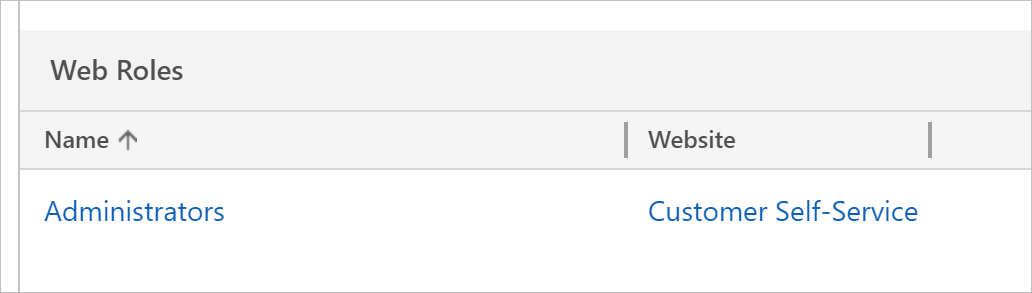 Web Roles
Name Website
Administrators Customer Self-Service